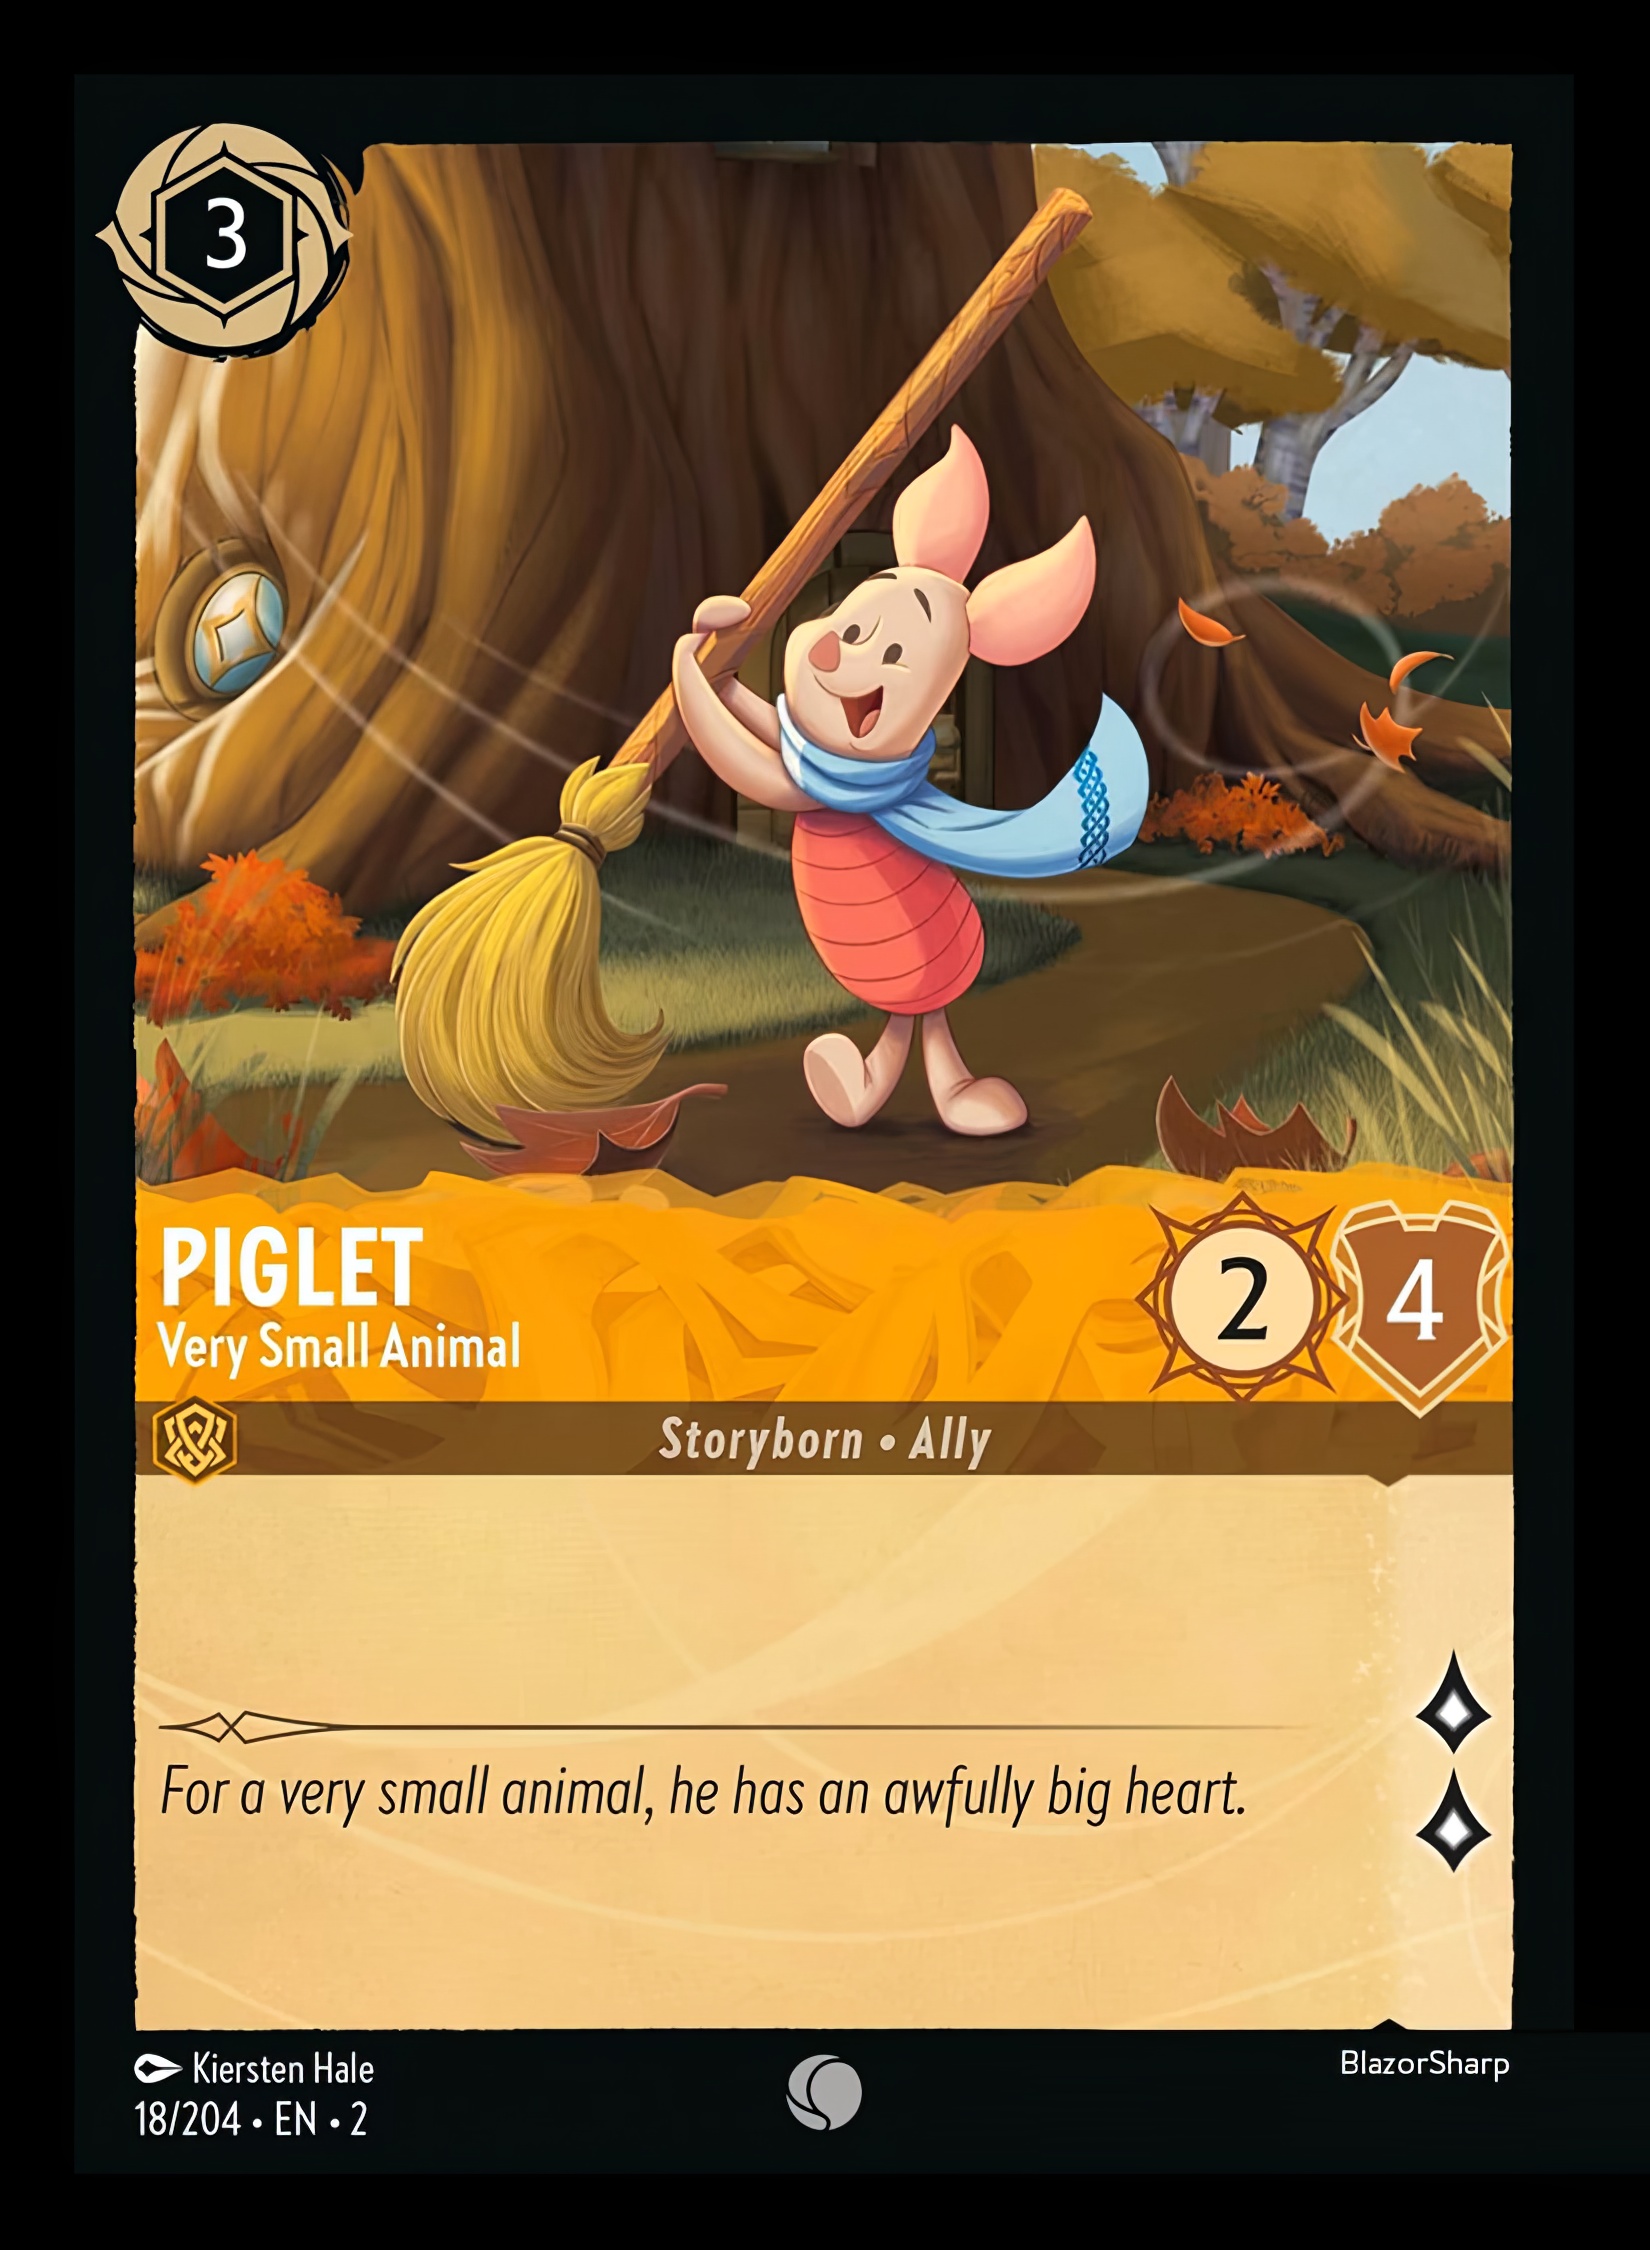 3
PIGLET
Very Small Animal
2
4
Storyborn • Ally
For a very small animal, he has an awfully big heart.
Kiersten Hale
18/204 • EN • 2
BlazorSharp